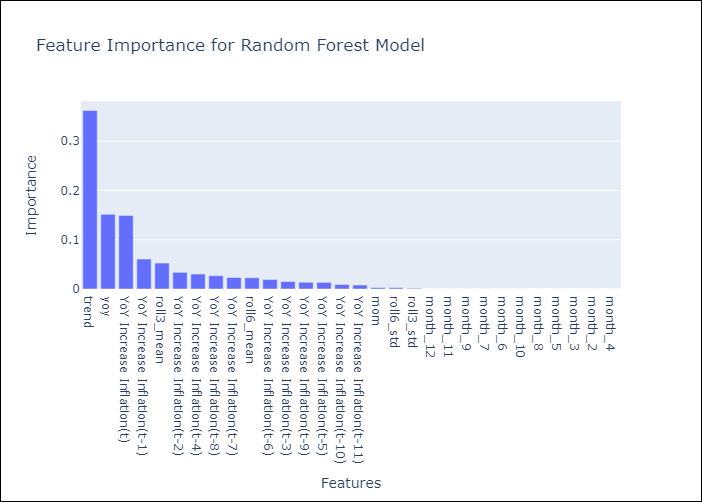 Feature Importance for Random Forest Model
Importance
0.3
0.2
0.1
0
trend
yoy
YoY Increase Inflation(t)
YoY Increase Inflation(t-1)
roll3_mean
YoY Increase Inflation(t-2)
YoY Increase Inflation(t-4)
YoY Increase Inflation(t-8)
YoY Increase Inflation(t-7)
roll6_mean
YoY Increase Inflation(t-6)
YoY Increase Inflation(t-3)
YoY Increase Inflation(t-9)
YoY Increase Inflation(t-5)
YoY Increase Inflation(t-10)
YoY Increase Inflation(t-11)
mom
roll6_std
roll3_std
month_12
month_11
month_9
month_7
month_6
month_10
month_8
month_5
month_3
month_2
month_4
Features